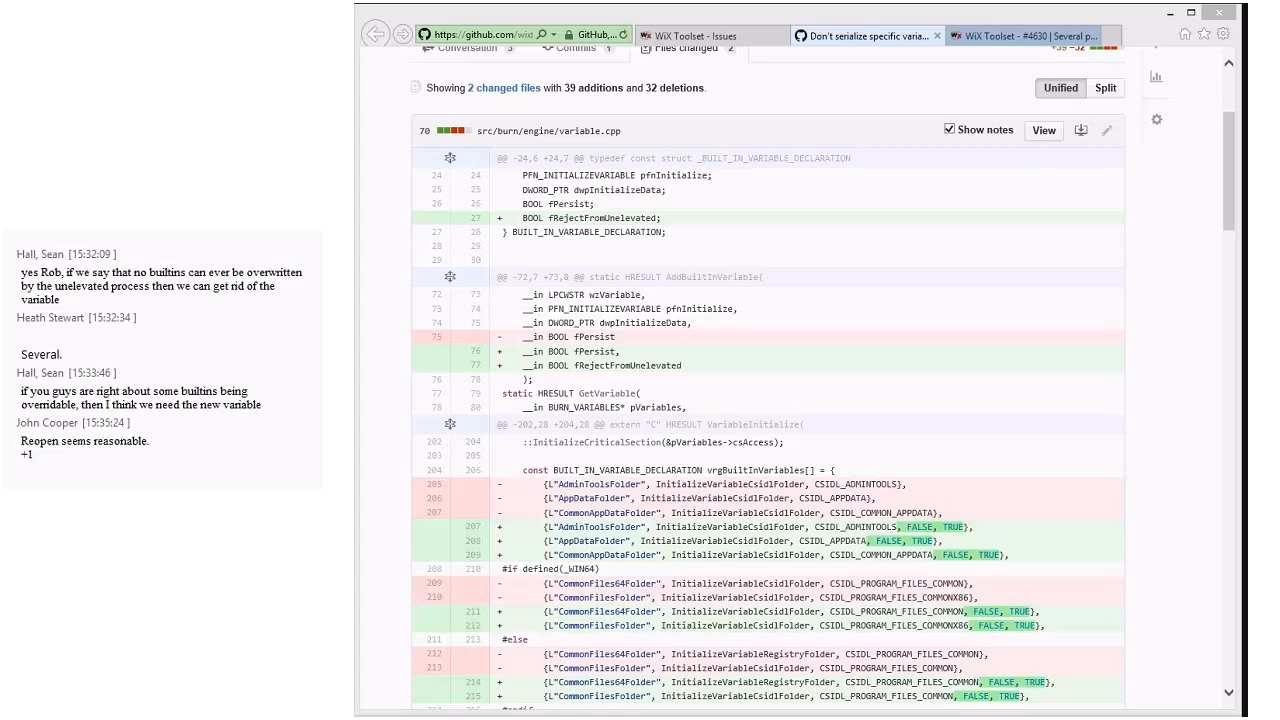 Hall, Sean [15:32:09 ]
yes Rob, if we say that no builtins can ever be overwritten
by the unelevated process then we can get rid of the
variable
Heath Stewart [15:32:34 ]
Several.
Hall, Sean [15:33:46 ]
if you guys are right about some builtins being
overridable, then I think we need the new variable
John Cooper [15:35:24 ]
Reopen seems reasonable.
+1
https://github.com/wix GitHub,... WiX Toolset - Issues Don't serialize specific varia... WiX Toolset - #4630 | Several p...
Conversation 3 Commits 1 Files changed 2 +39 −32
Showing 2 changed files with 39 additions and 32 deletions. Unified Split
70 src/burn/engine/variable.cpp Show notes View
@@ -24,6 +24,7 @@ typedef const struct _BUILT_IN_VARIABLE_DECLARATION
24 24 PFN_INITIALIZEVARIABLE pfnInitialize;
25 25 DWORD_PTR dwpInitializeData;
26 26 BOOL fPersist;
27 + BOOL fRejectFromUnelevated;
27 28 } BUILT_IN_VARIABLE_DECLARATION;
28 29
29 30
@@ -72,7 +73,8 @@ static HRESULT AddBuiltInVariable(
72 73 __in LPCWSTR wzVariable,
73 74 __in PFN_INITIALIZEVARIABLE pfnInitialize,
74 75 __in DWORD_PTR dwpInitializeData,
75 - __in BOOL fPersist
76 + __in BOOL fPersist,
77 + __in BOOL fRejectFromUnelevated
76 78 );
77 79 static HRESULT GetVariable(
78 80 __in BURN_VARIABLES* pVariables,
@@ -202,28 +204,28 @@ extern "C" HRESULT VariableInitialize(
202 204 ::InitializeCriticalSection(&pVariables->csAccess);
203 205
204 206 const BUILT_IN_VARIABLE_DECLARATION vrgBuiltInVariables[] = {
205 - {L"AdminToolsFolder", InitializeVariableCsidlFolder, CSIDL_ADMINTOOLS},
206 - {L"AppDataFolder", InitializeVariableCsidlFolder, CSIDL_APPDATA},
207 - {L"CommonAppDataFolder", InitializeVariableCsidlFolder, CSIDL_COMMON_APPDATA},
207 + {L"AdminToolsFolder", InitializeVariableCsidlFolder, CSIDL_ADMINTOOLS, FALSE, TRUE},
208 + {L"AppDataFolder", InitializeVariableCsidlFolder, CSIDL_APPDATA, FALSE, TRUE},
209 + {L"CommonAppDataFolder", InitializeVariableCsidlFolder, CSIDL_COMMON_APPDATA, FALSE, TRUE},
208 210 #if defined(_WIN64)
209 - {L"CommonFiles64Folder", InitializeVariableCsidlFolder, CSIDL_PROGRAM_FILES_COMMON},
210 - {L"CommonFilesFolder", InitializeVariableCsidlFolder, CSIDL_PROGRAM_FILES_COMMONX86},
211 + {L"CommonFiles64Folder", InitializeVariableCsidlFolder, CSIDL_PROGRAM_FILES_COMMON, FALSE, TRUE},
212 + {L"CommonFilesFolder", InitializeVariableCsidlFolder, CSIDL_PROGRAM_FILES_COMMONX86, FALSE, TRUE},
211 213 #else
212 - {L"CommonFiles64Folder", InitializeVariableRegistryFolder, CSIDL_PROGRAM_FILES_COMMON},
213 - {L"CommonFilesFolder", InitializeVariableCsidlFolder, CSIDL_PROGRAM_FILES_COMMON},
214 + {L"CommonFiles64Folder", InitializeVariableRegistryFolder, CSIDL_PROGRAM_FILES_COMMON, FALSE, TRUE},
215 + {L"CommonFilesFolder", InitializeVariableCsidlFolder, CSIDL_PROGRAM_FILES_COMMON, FALSE, TRUE},
214 216 #endif